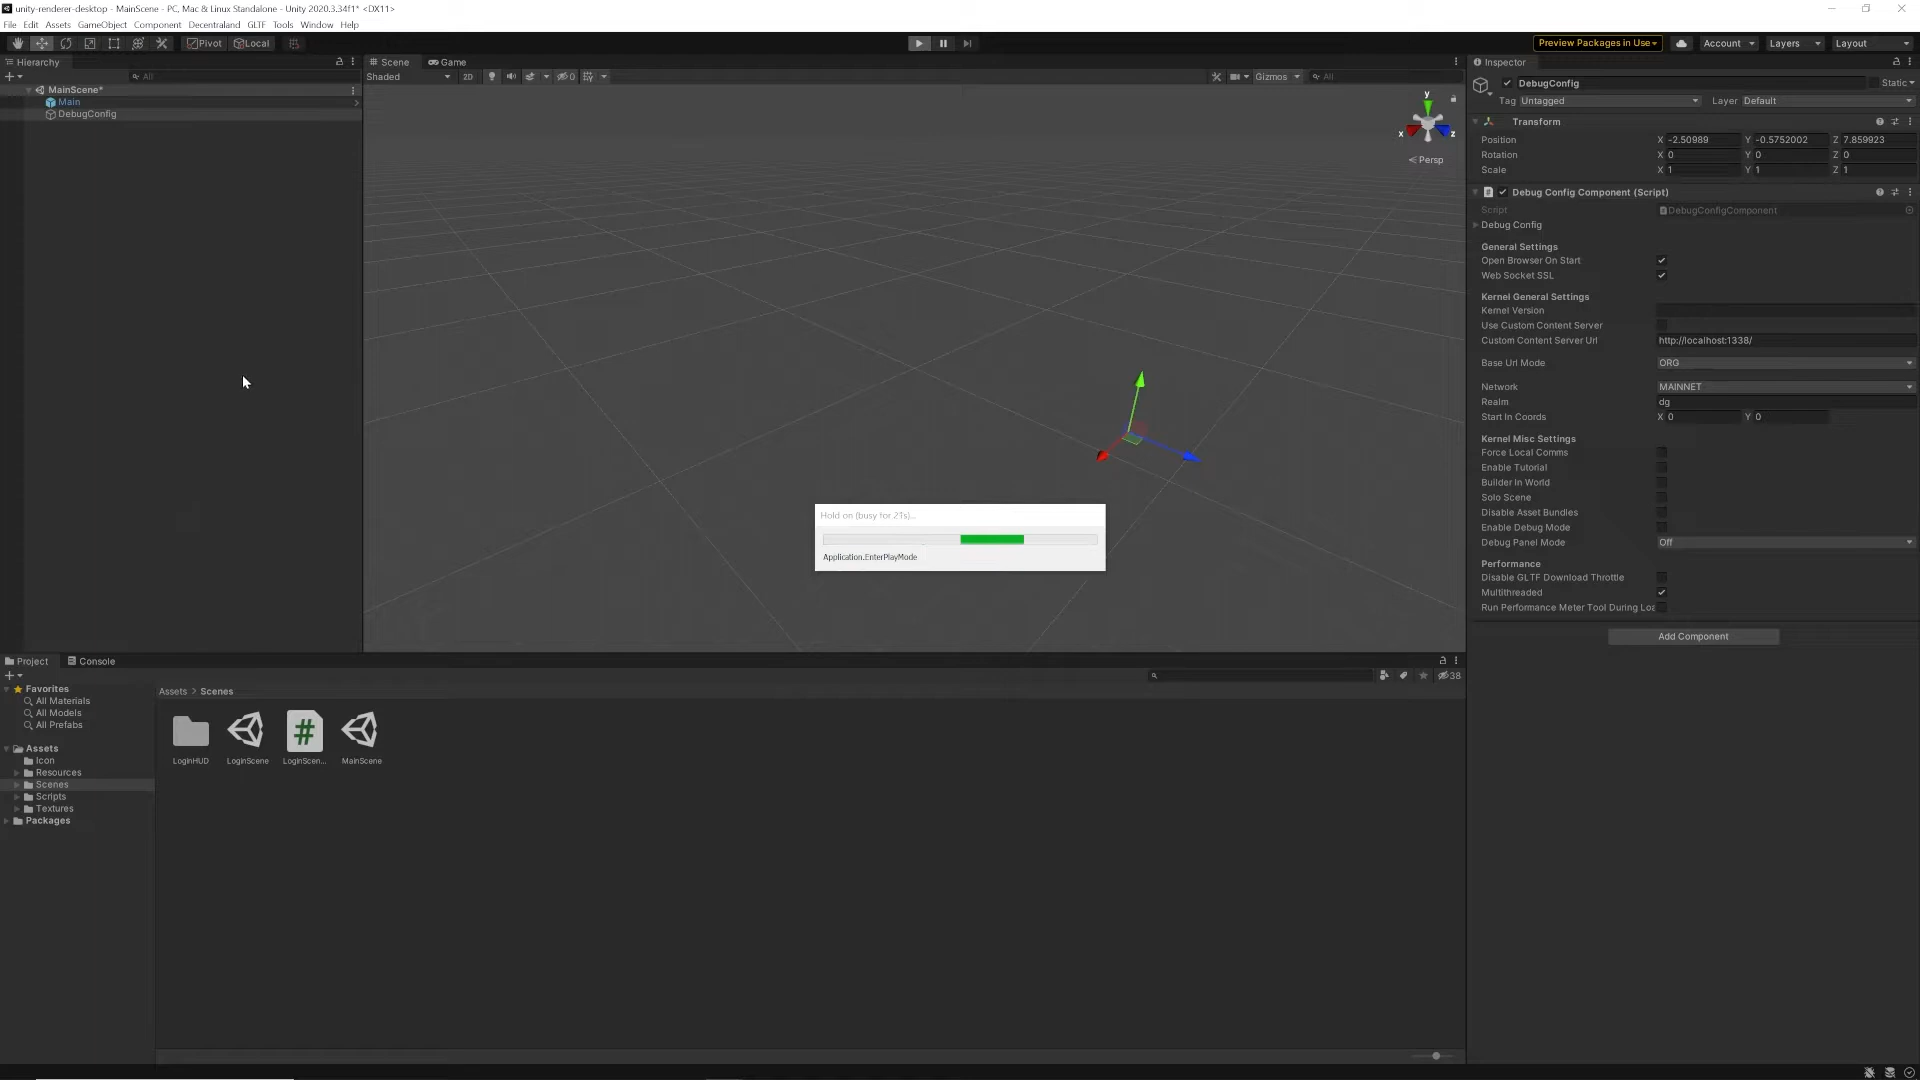 unity-renderer-desktop - MainScene - PC, Mac & Linux Standalone - Unity 2020.3.34f1* <DX11>
File Edit Assets GameObject Component Decentraland GLTF Tools Window Help
Pivot Local
Preview Packages in Use
Account
Layers
Layout
Hierarchy
All
MainScene*
Main
DebugConfig
Scene
Game
Shaded
2D
0
Gizmos
All
y
x
z
< Persp
Hold on (busy for 21s)...
Application.EnterPlayMode
Inspector
DebugConfig
Static
Tag Untagged
Layer Default
Transform
Position X -2.50989 Y -0.5752002 Z 7.859923
Rotation X 0 Y 0 Z 0
Scale X 1 Y 1 Z 1
# Debug Config Component (Script)
Script DebugConfigComponent
Debug Config
General Settings
Open Browser On Start
Web Socket SSL
Kernel General Settings
Kernel Version
Use Custom Content Server
Custom Content Server Url http://localhost:1338/
Base Url Mode ORG
Network MAINNET
Realm dg
Start In Coords X 0 Y 0
Kernel Misc Settings
Force Local Comms
Enable Tutorial
Builder In World
Solo Scene
Disable Asset Bundles
Enable Debug Mode
Debug Panel Mode Off
Performance
Disable GLTF Download Throttle
Multithreaded
Run Performance Meter Tool During Loa
Add Component
Project
Console
38
Favorites
All Materials
All Models
All Prefabs
Assets
Icon
Resources
Scenes
Scripts
Textures
Packages
Assets > Scenes
#
LoginHUD
LoginScene
LoginScen...
MainScene